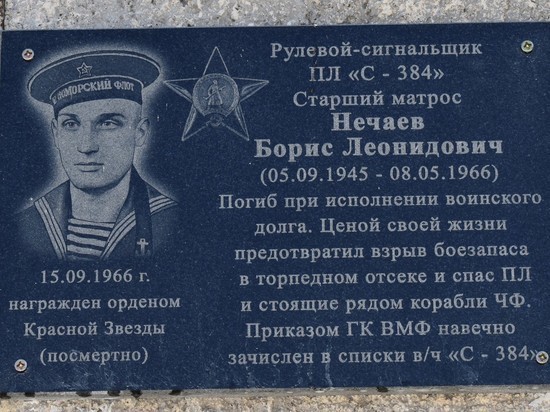 Рулевой-сигнальщик
ПЛ «С - 384»
Старший матрос
Нечаев
Борис Леонидович
(05.09.1945 - 08.05.1966)
Погиб при исполнении воинского
долга. Ценой своей жизни
предотвратил взрыв боезапаса
в торпедном отсеке и спас ПЛ
и стоящие рядом корабли ЧФ.
Приказом ГК ВМФ навечно
зачислен в списки в/ч «С - 384»
МОРСКИЙ ФЛОТ
15.09.1966 г.
награжден орденом
Красной Звезды
(посмертно)